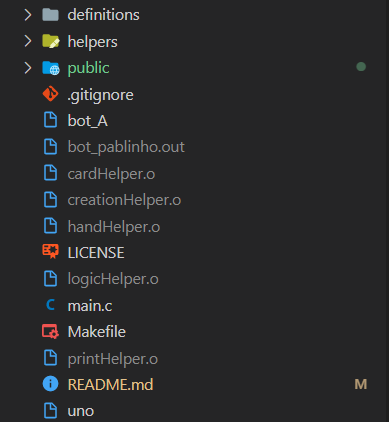 definitions
helpers
public
.gitignore
bot_A
bot_pablinho.out
cardHelper.o
creationHelper.o
handHelper.o
LICENSE
logicHelper.o
C main.c
Makefile
printHelper.o
README.md M
uno